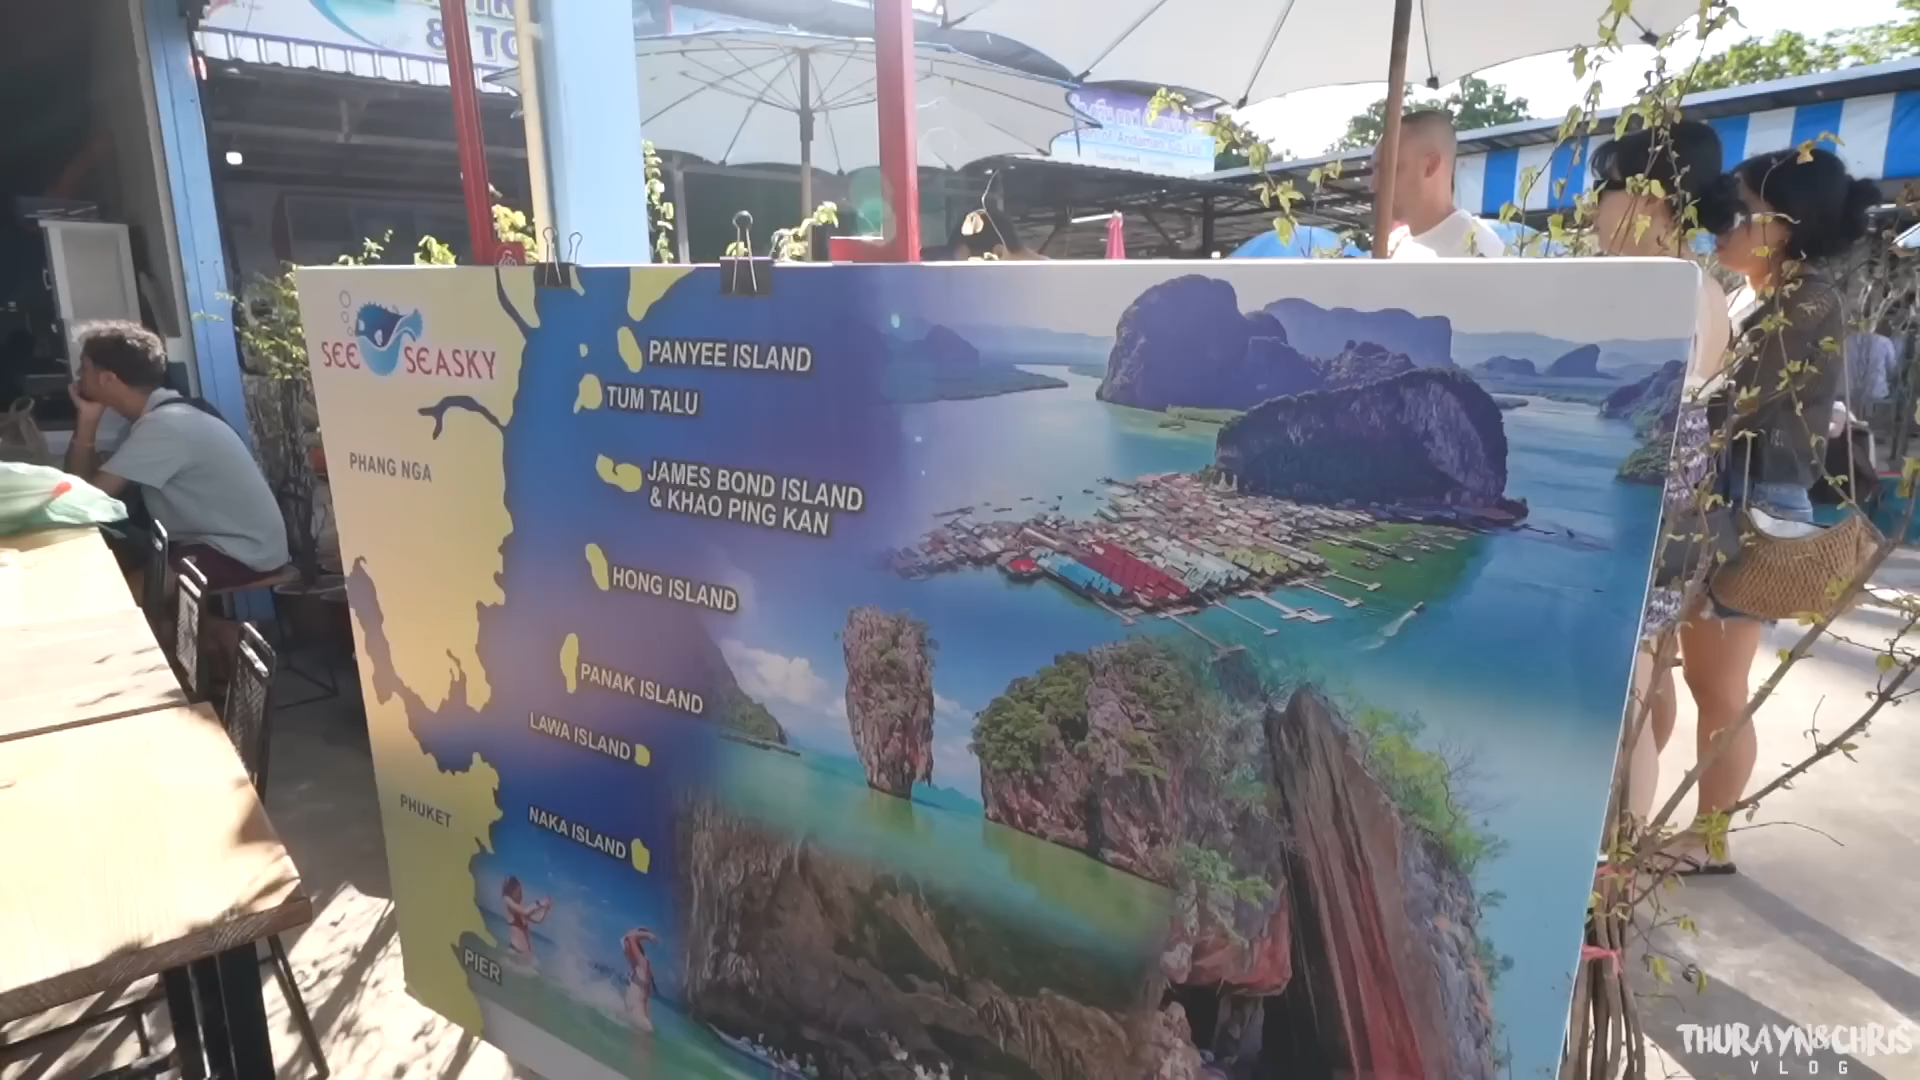 SEE SEASKY
PANYEE ISLAND
TUM TALU
PHANG NGA
JAMES BOND ISLAND
& KHAO PING KAN
HONG ISLAND
PANAK ISLAND
LAWA ISLAND
PHUKET
NAKA ISLAND
PIER
THURAYN&CHRIS
VLOG